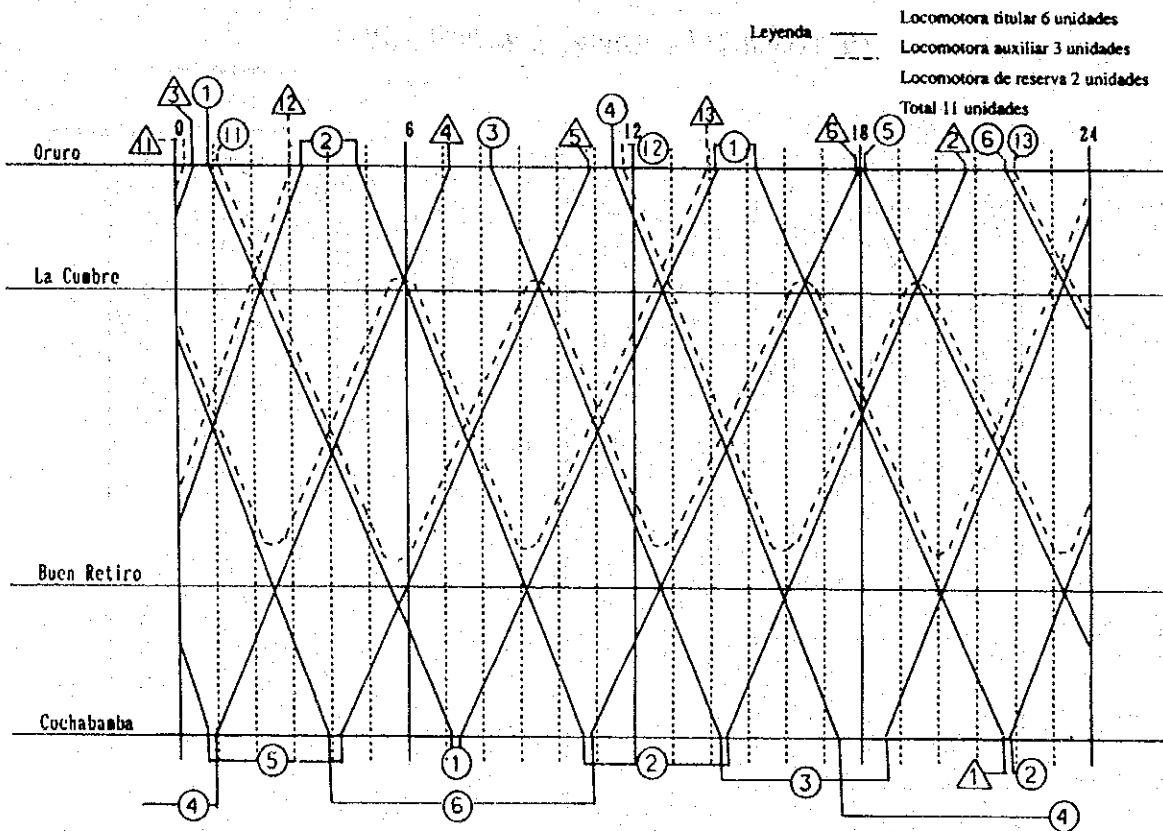 Leyenda
Locomotora titular 6 unidades
Locomotora auxiliar 3 unidades
Locomotora de reserva 2 unidades
Total 11 unidades
11 0 3 1 11 12 2 6 4 3 5 4 12 12 13 1 6 18 5 2 6 13 24
Oruro
La Cumbre
Buen Retiro
Cochabamba
5 1 2 3 1 2
4 6 4